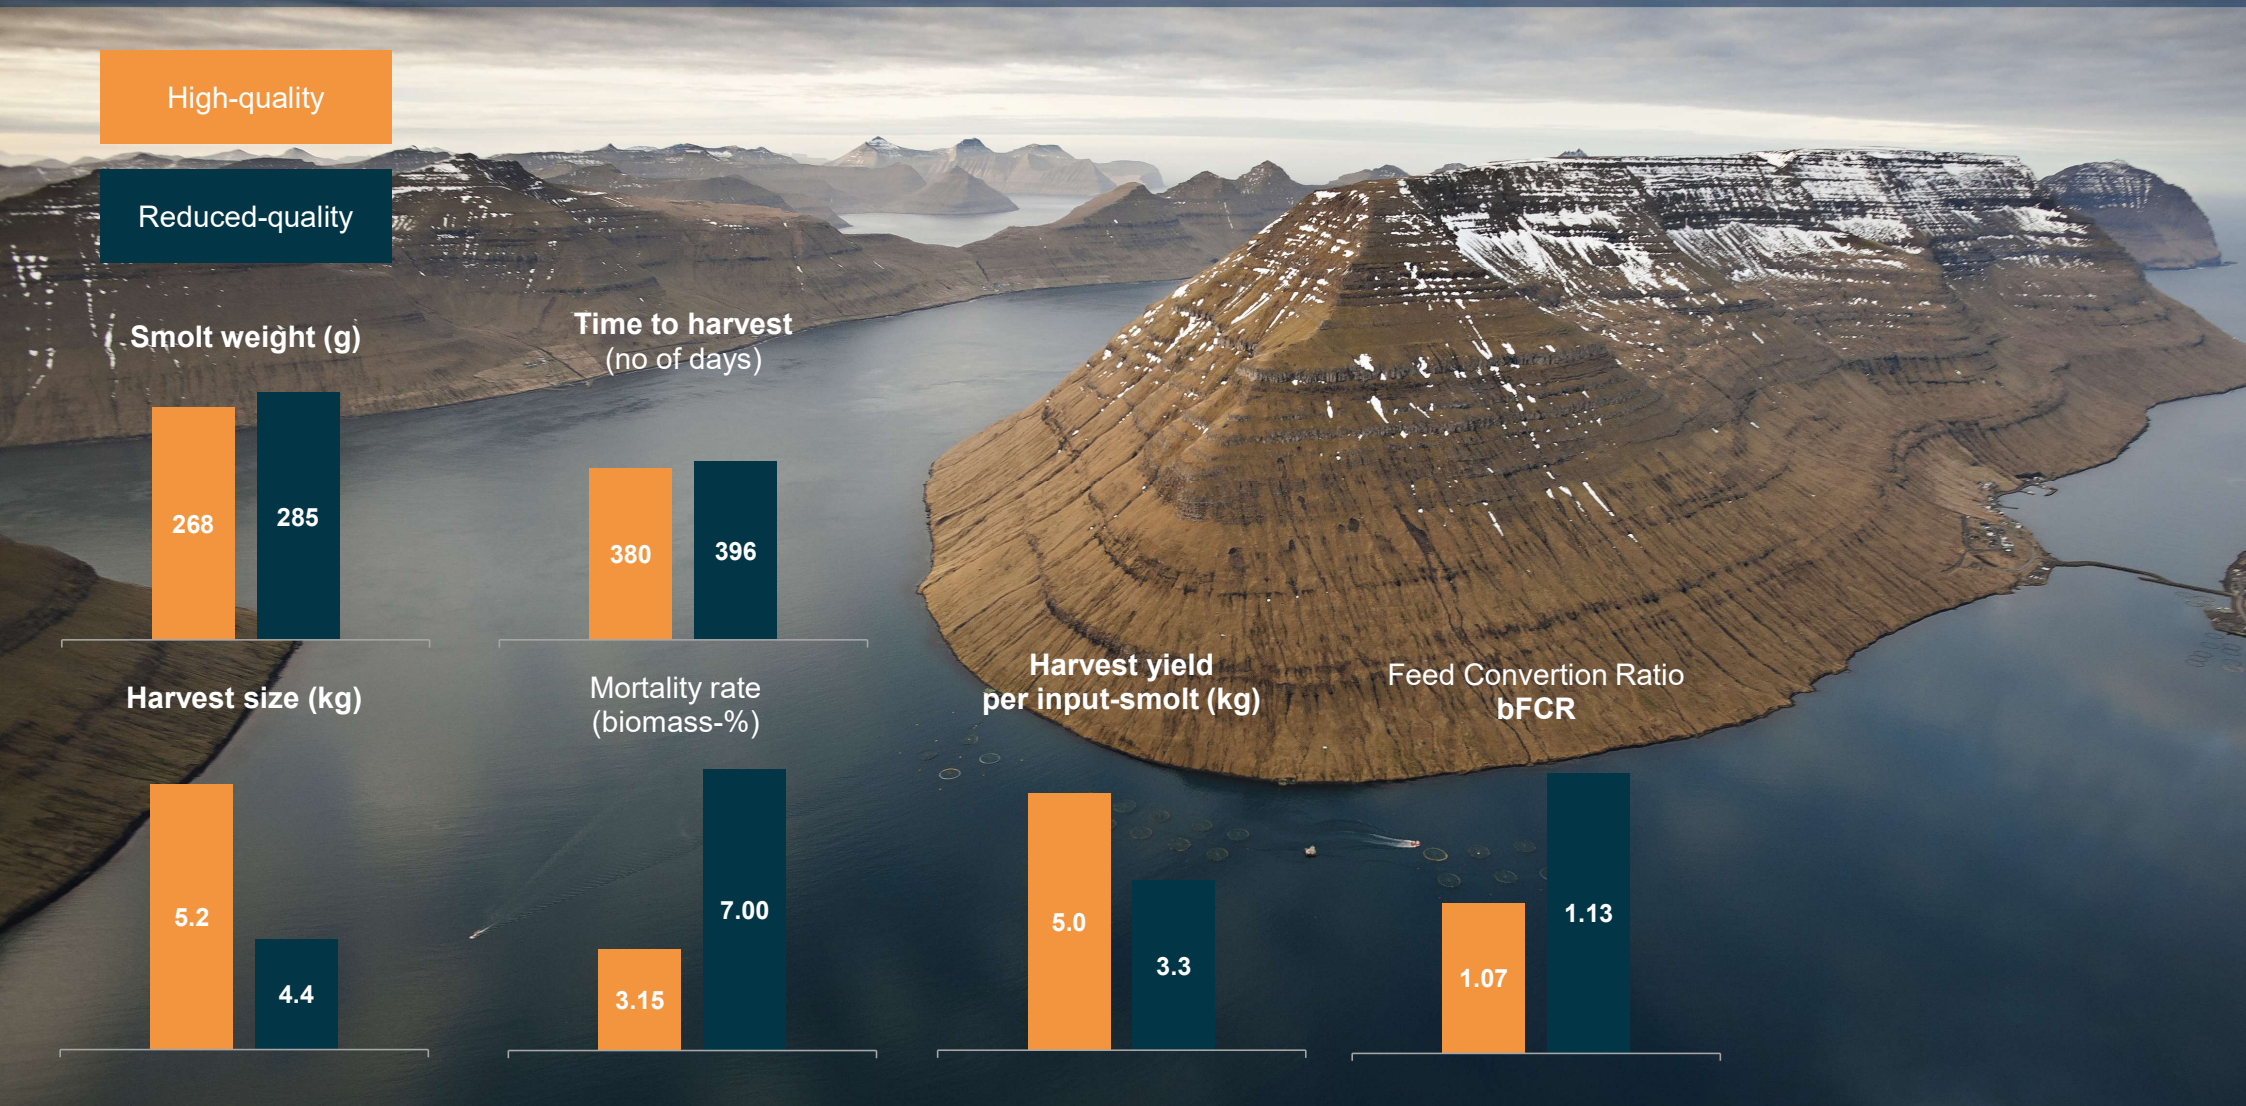 High-quality
Reduced-quality
Smolt weight (g)
268
285
Time to harvest
(no of days)
380
396
Harvest size (kg)
5.2
4.4
Mortality rate
(biomass-%)
3.15
7.00
Harvest yield
per input-smolt (kg)
5.0
3.3
Feed Convertion Ratio
bFCR
1.07
1.13